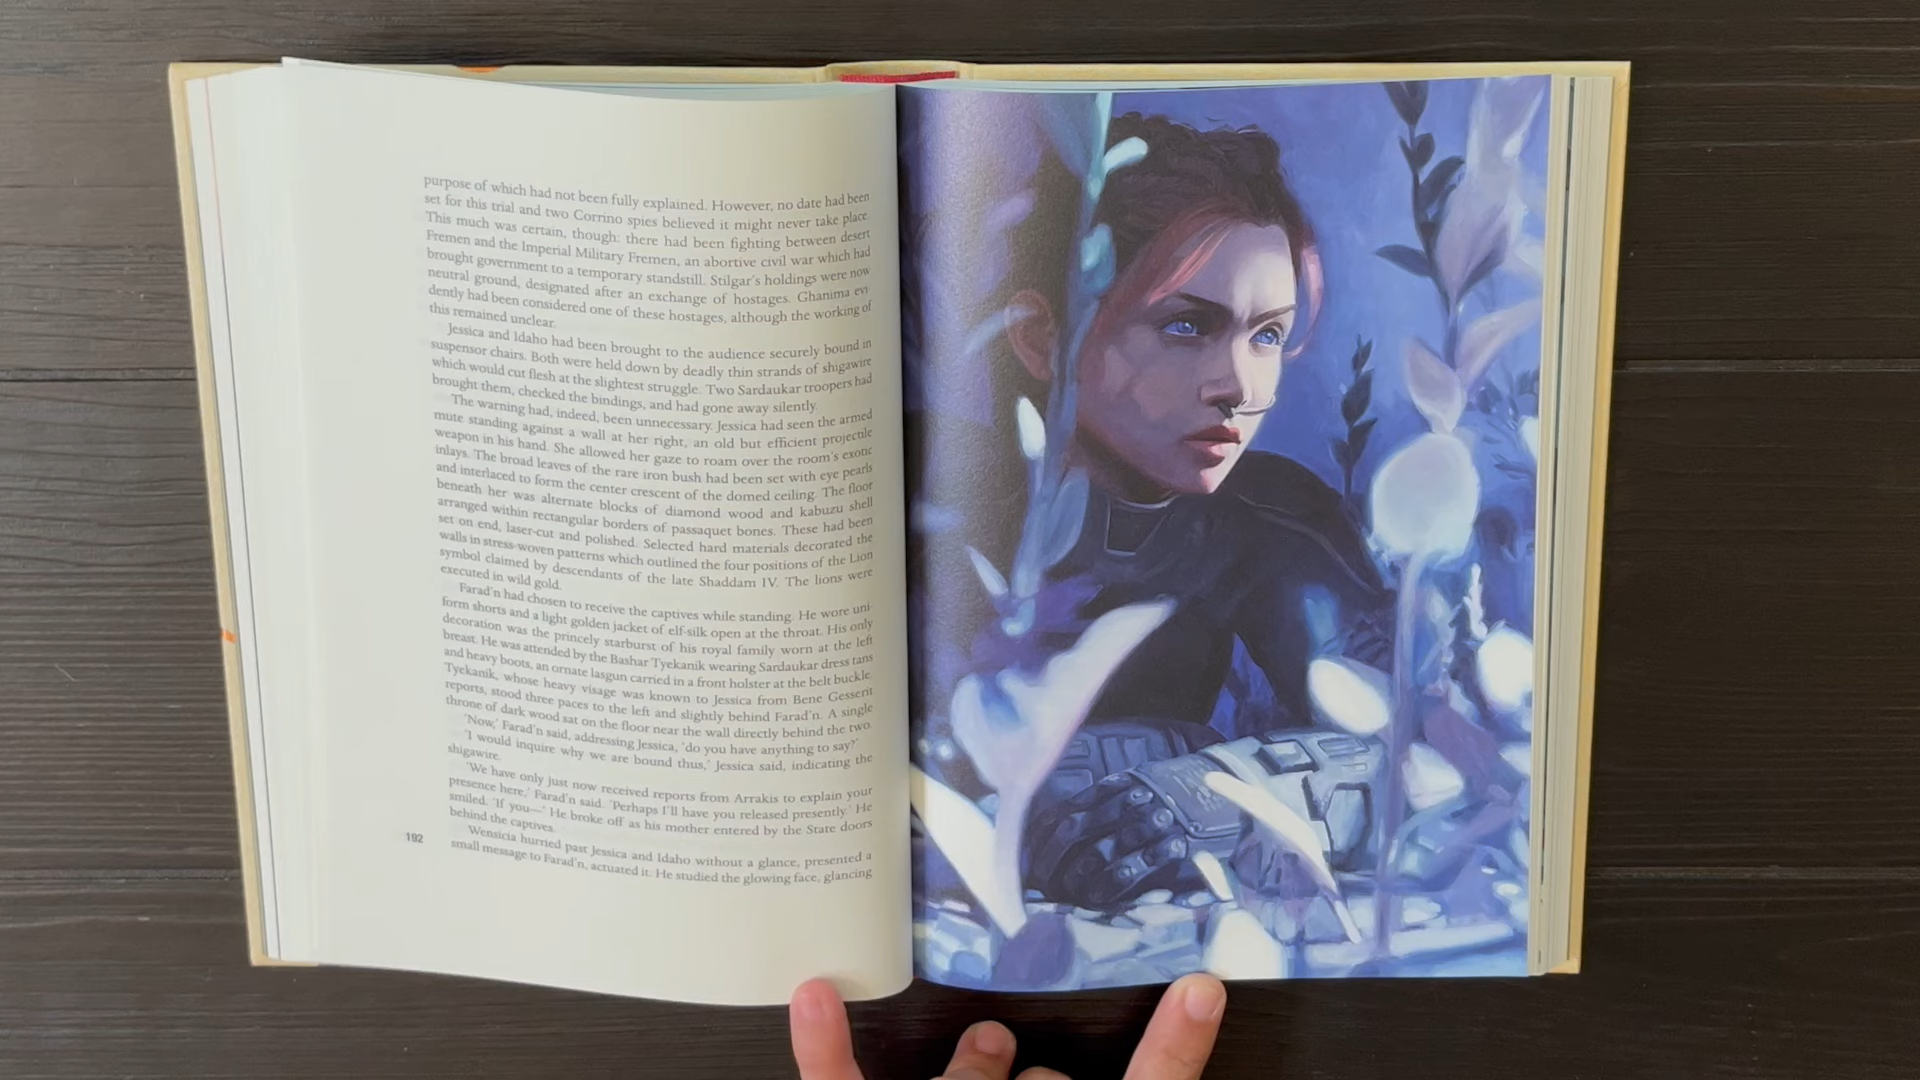 purpose of which had not been fully explained. However, no date had been
set for this trial and two Corrino spies believed it might never take place.
This much was certain, though: there had been fighting between desert
Fremen and the Imperial Military Fremen, an abortive civil war which had
brought government to a temporary standstill. Stilgar's holdings were now
neutral ground, designated after an exchange of hostages. Ghanima evi-
dently had been considered one of these hostages, although the working of
this remained unclear.
Jessica and Idaho had been brought to the audience securely bound in
suspensor chairs. Both were held down by deadly thin strands of shigawire
which would cut flesh at the slightest struggle. Two Sardaukar troopers had
brought them, checked the bindings, and had gone away silently.
The warning had, indeed, been unnecessary. Jessica had seen the armed
mute standing against a wall at her right, an old but efficient projectile
weapon in his hand. She allowed her gaze to roam over the room's exotic
inlays. The broad leaves of the rare iron bush had been set with eye pearls
and interlaced to form the center crescent of the domed ceiling. The floor
beneath her was alternate blocks of diamond wood and kabuzu shell
arranged within rectangular borders of passaquet bones. These had been
set on end, laser-cut and polished. Selected hard materials decorated the
walls in stress-woven patterns which outlined the four positions of the Lion
symbol claimed by descendants of the late Shaddam IV. The lions were
executed in wild gold.
Farad'n had chosen to receive the captives while standing. He wore uni-
form shorts and a light golden jacket of elf-silk open at the throat. His only
decoration was the princely starburst of his royal family worn at the left
breast. He was attended by the Bashar Tyekanik wearing Sardaukar dress tans
and heavy boots, an ornate lasgun carried in a front holster at the belt buckle.
Tyekanik, whose heavy visage was known to Jessica from Bene Gesserit
reports, stood three paces to the left and slightly behind Farad'n. A single
throne of dark wood sat on the floor near the wall directly behind the two.
'Now,' Farad'n said, addressing Jessica, 'do you have anything to say?'
'I would inquire why we are bound thus,' Jessica said, indicating the
shigawire.
'We have only just now received reports from Arrakis to explain your
presence here,' Farad'n said. 'Perhaps I'll have you released presently.' He
smiled. 'If you—' He broke off as his mother entered by the State doors
behind the captives.
Wensicia hurried past Jessica and Idaho without a glance, presented a
small message to Farad'n, actuated it. He studied the glowing face, glancing
192